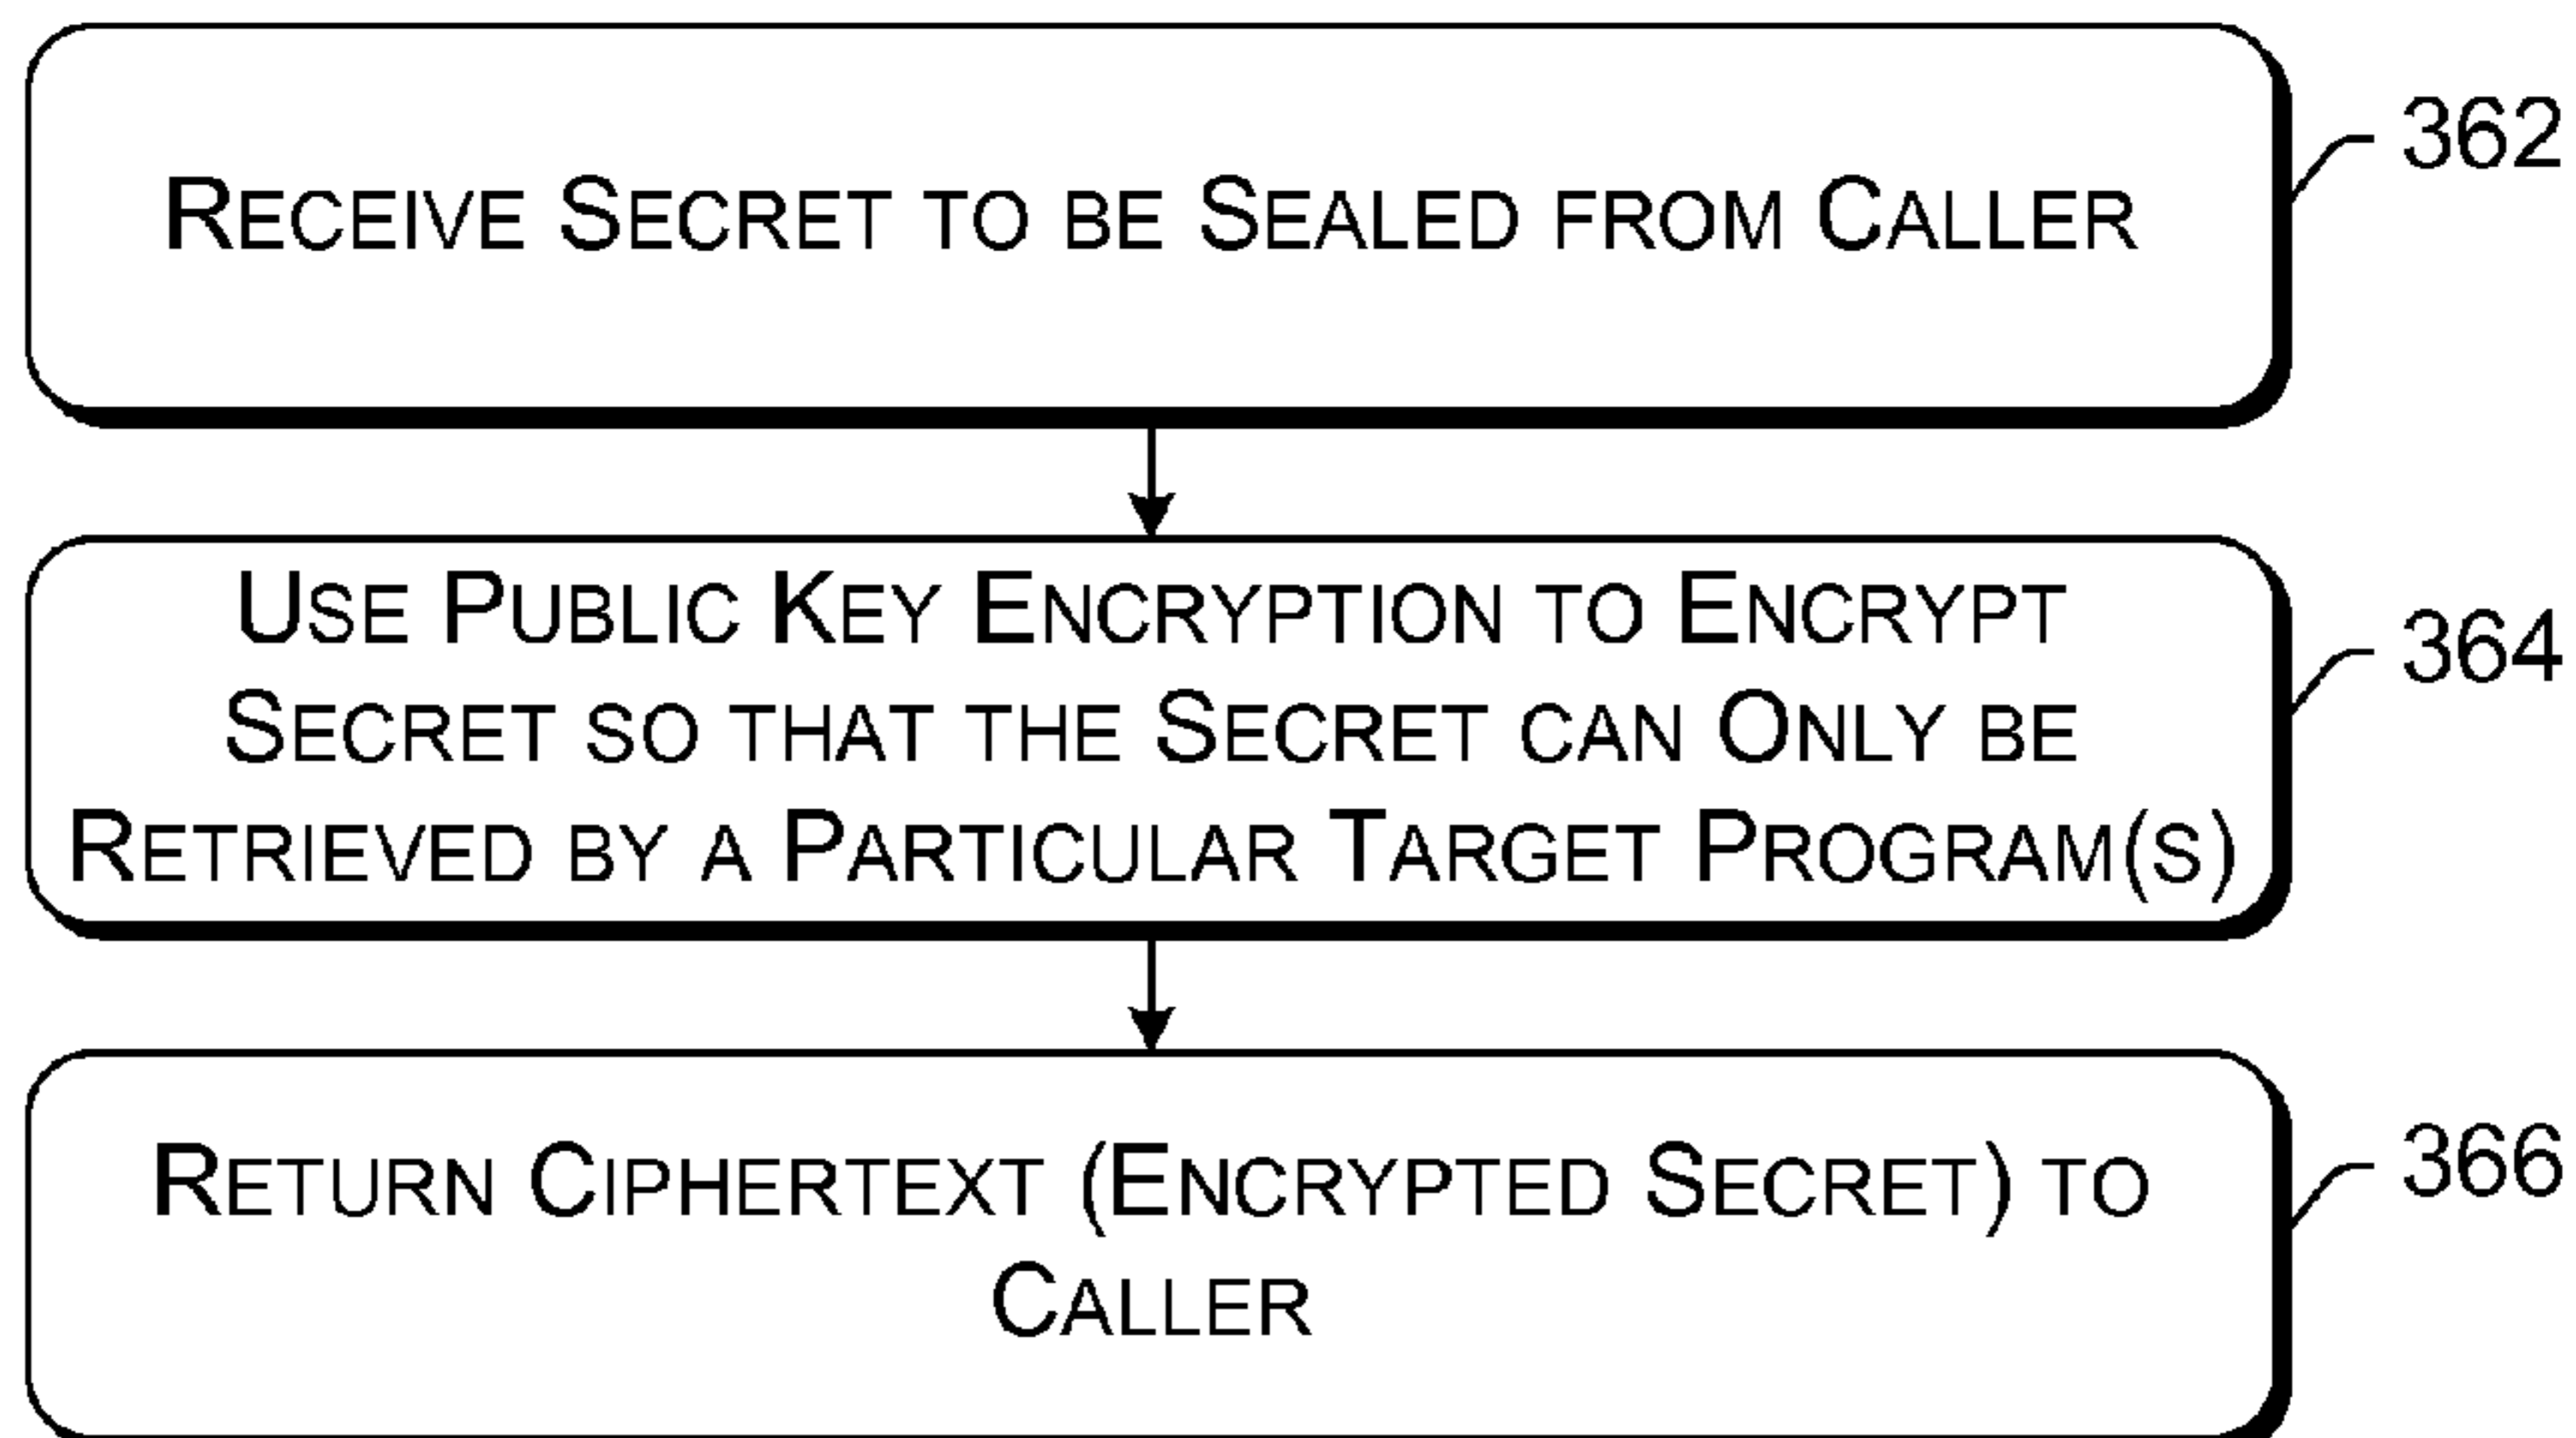 RECEIVE SECRET TO BE SEALED FROM CALLER
362
USE PUBLIC KEY ENCRYPTION TO ENCRYPT
SECRET SO THAT THE SECRET CAN ONLY BE
RETRIEVED BY A PARTICULAR TARGET PROGRAM(S)
364
RETURN CIPHERTEXT (ENCRYPTED SECRET) TO
CALLER
366